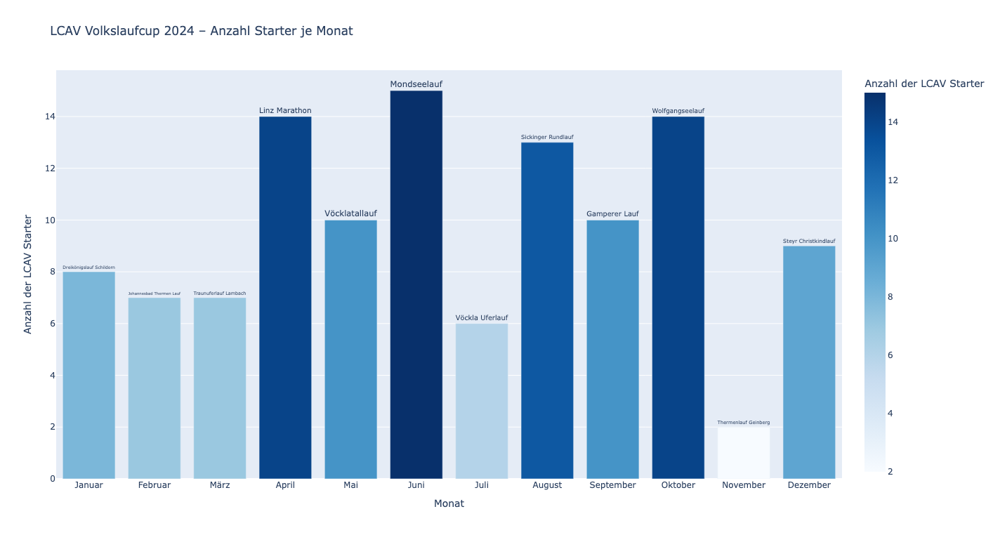 LCAV Volkslaufcup 2024 – Anzahl Starter je Monat
Anzahl der LCAV Starter
14
12
10
8
6
4
2
0
Dreikönigslauf Schildorn
Johannesbad Thermen Lauf
Traunuferlauf Lambach
Linz Marathon
Vöcklatallauf
Mondseelauf
Vöckla Uferlauf
Sickinger Rundlauf
Gamperer Lauf
Wolfgangseelauf
Thermenlauf Geinberg
Steyr Christkindlauf
Januar
Februar
März
April
Mai
Juni
Juli
August
September
Oktober
November
Dezember
Monat
Anzahl der LCAV Starter
14
12
10
8
6
4
2